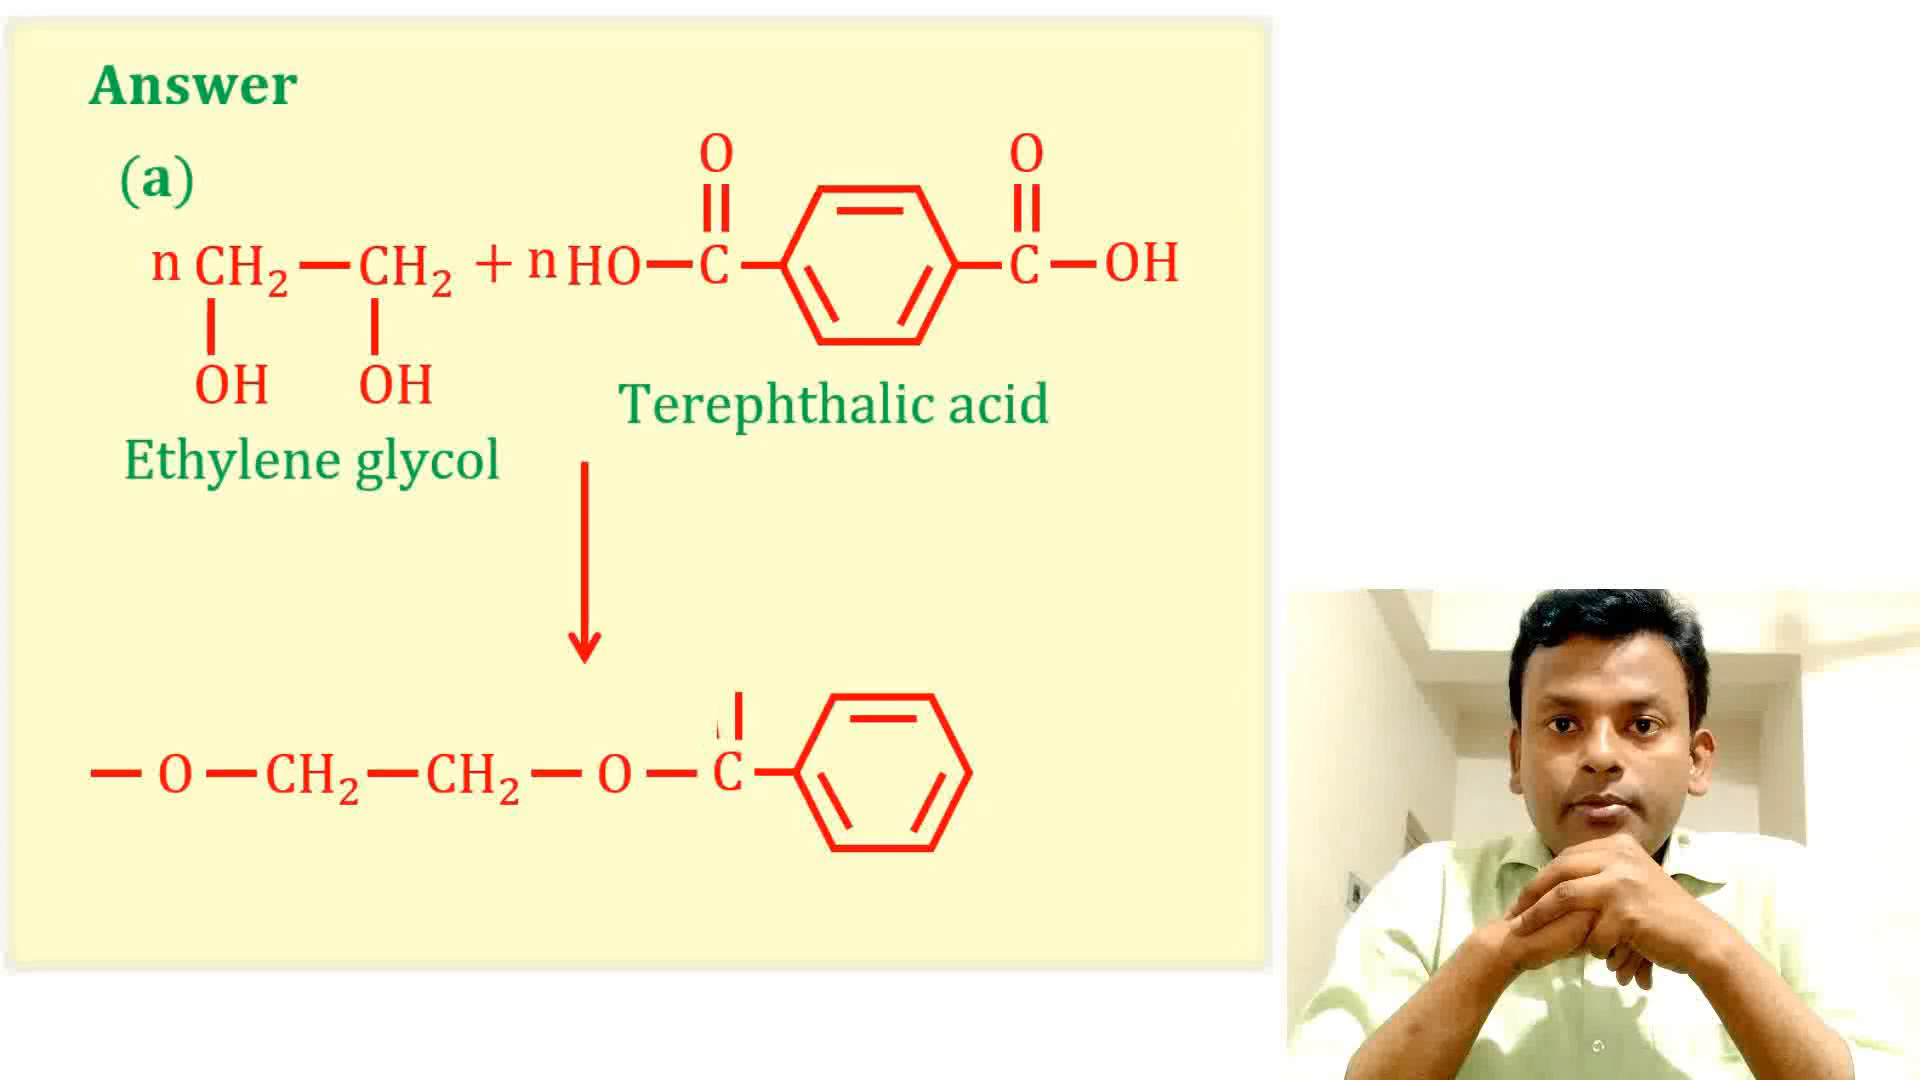 Answer
(a)
O O
n CH₂—CH₂ + n HO—C C—OH
OH OH
Terephthalic acid
Ethylene glycol
— O — CH₂ — CH₂ — O — C